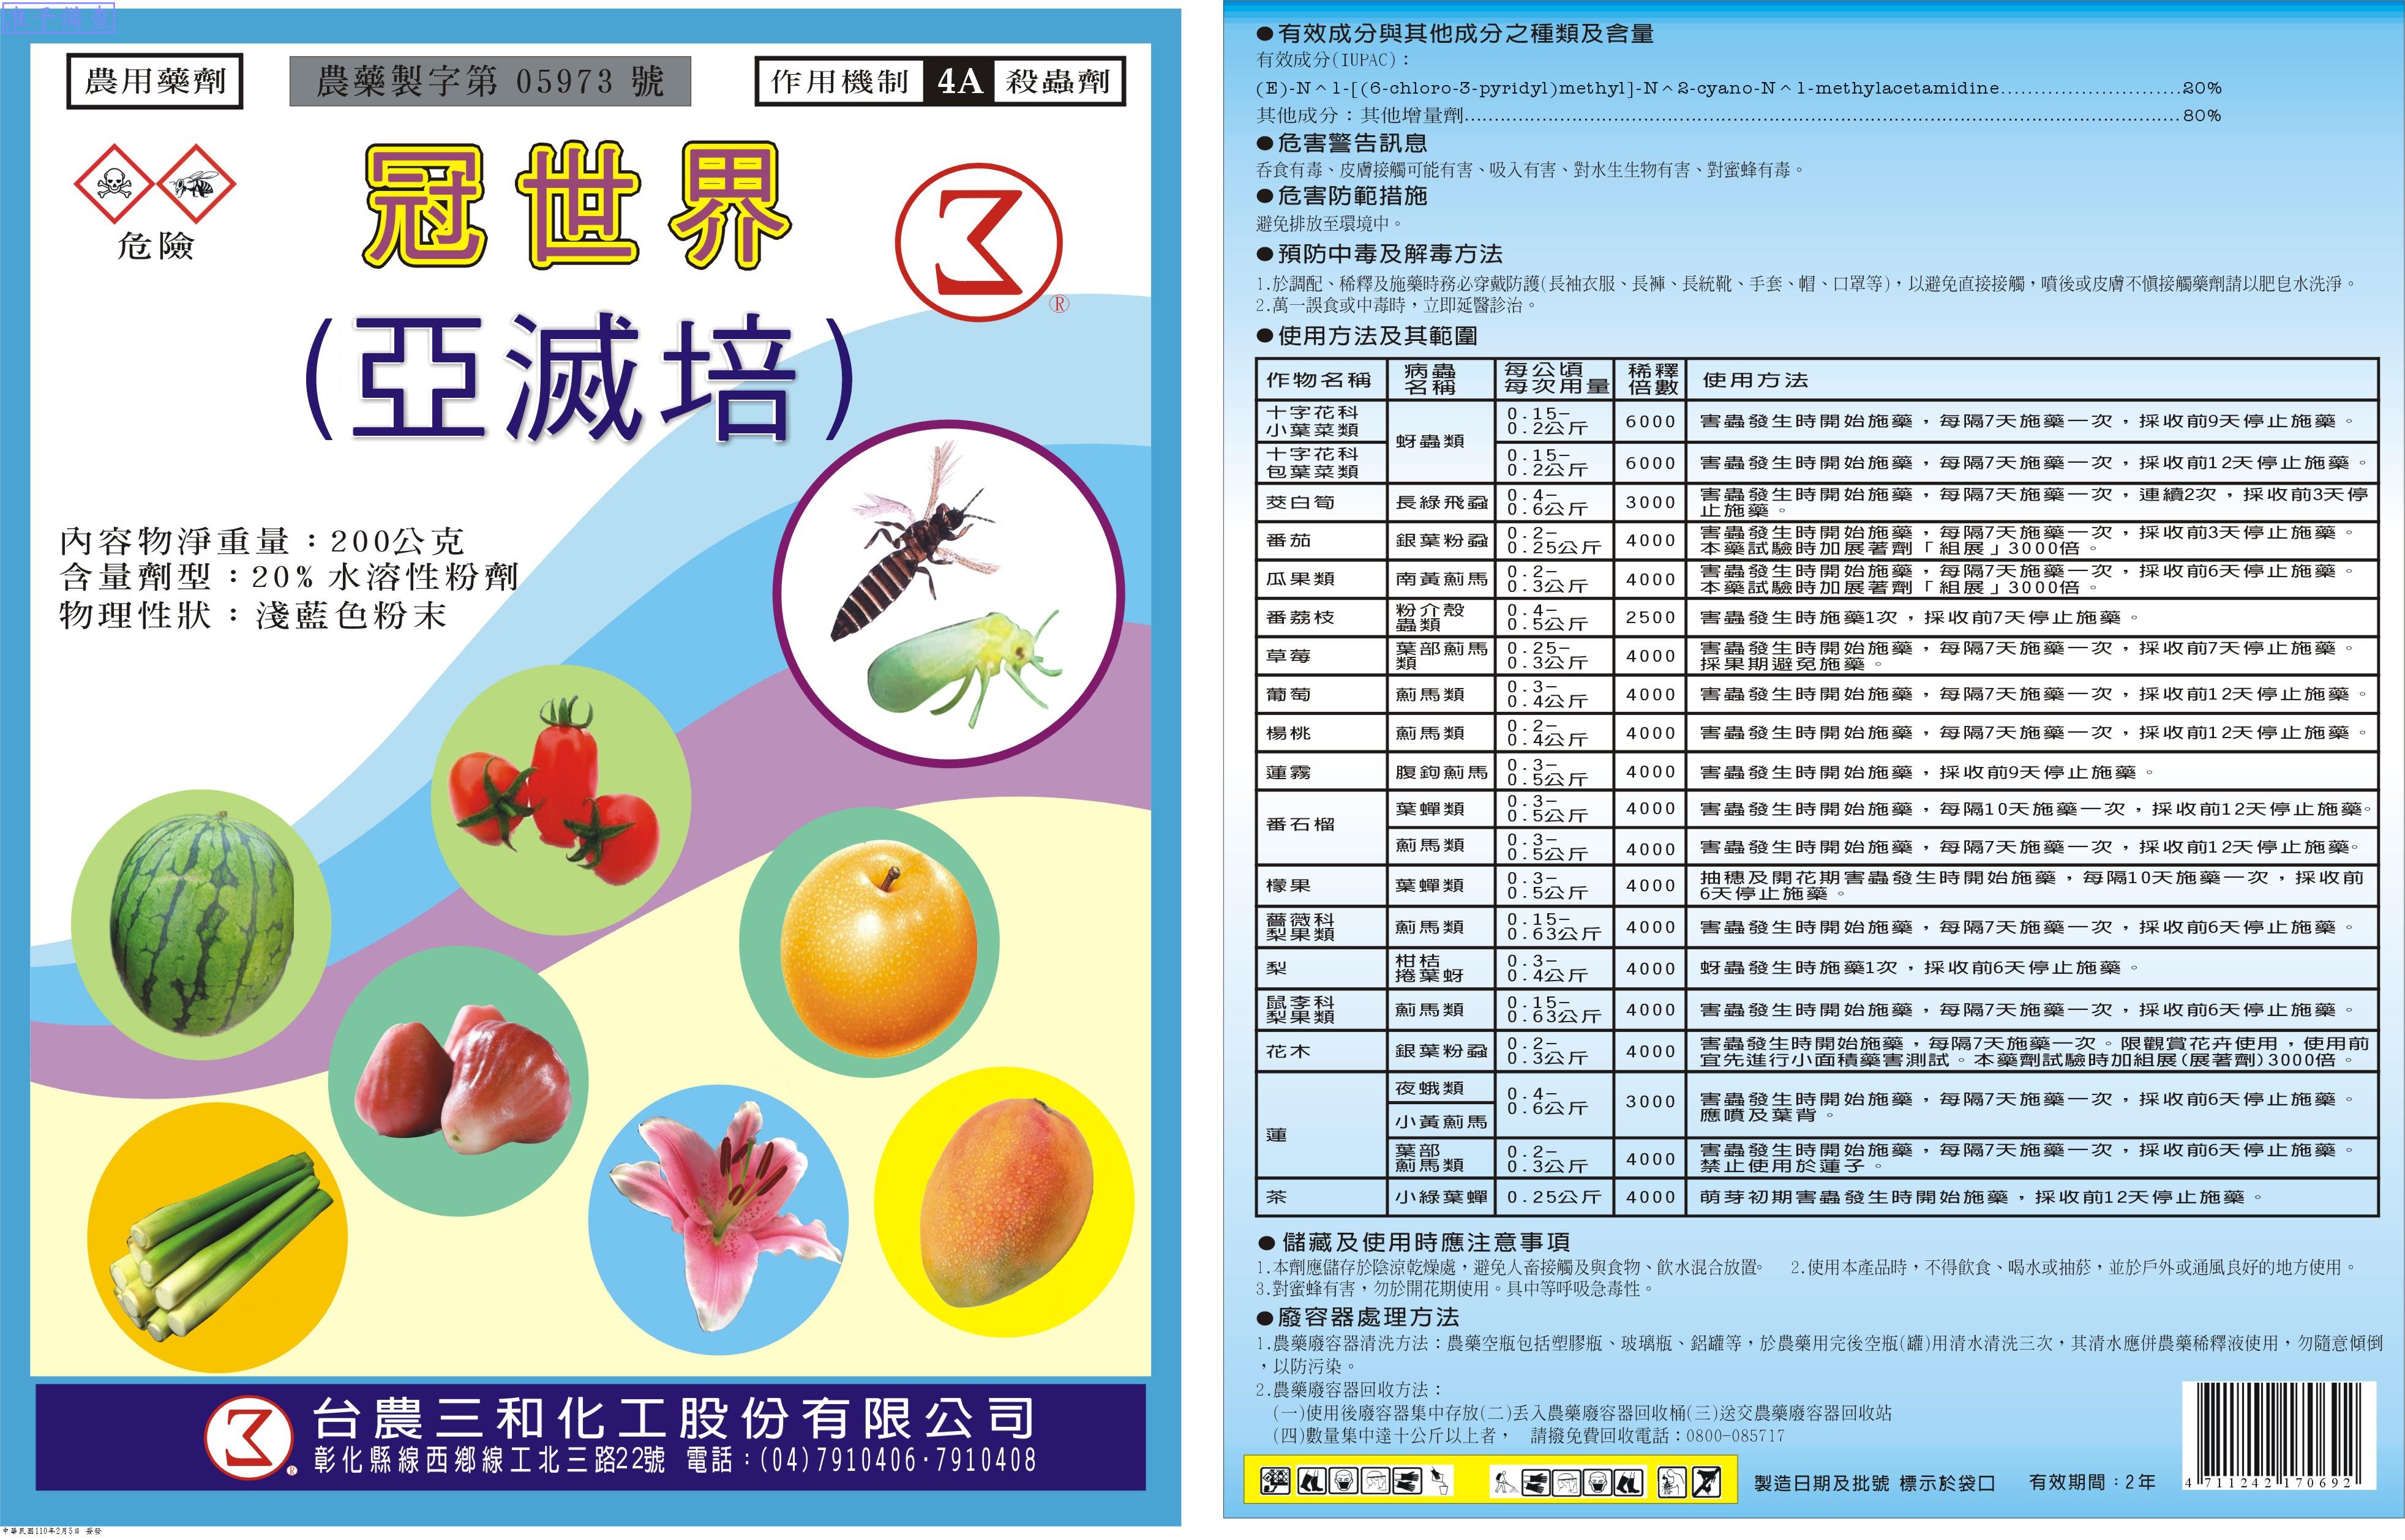 准予備查
農用藥劑
農藥製字第 05973 號
作用機制 4A 殺蟲劑
危險
冠世界
®
(亞滅培)
內容物淨重量：200公克
含量劑型：20% 水溶性粉劑
物理性狀：淺藍色粉末
台農三和化工股份有限公司
®
彰化縣線西鄉線工北三路22號 電話：(04)7910406·7910408
中華民國110年2月5日 簽發
●有效成分與其他成分之種類及含量
有效成分(IUPAC)：
(E)-N^1-[(6-chloro-3-pyridyl)methyl]-N^2-cyano-N^1-methylacetamidine...........................20%
其他成分：其他增量劑........................................................................................................................80%
●危害警告訊息
吞食有毒、皮膚接觸可能有害、吸入有害、對水生生物有害、對蜜蜂有毒。
●危害防範措施
避免排放至環境中。
●預防中毒及解毒方法
1.於調配、稀釋及施藥時務必穿戴防護(長袖衣服、長褲、長統靴、手套、帽、口罩等)，以避免直接接觸，噴後或皮膚不慎接觸藥劑請以肥皂水洗淨。
2.萬一誤食或中毒時，立即延醫診治。
●使用方法及其範圍
作物名稱 病蟲名稱 每公頃每次用量 稀釋倍數 使用方法
十字花科小葉菜類 蚜蟲類 0.15-0.2公斤 6000 害蟲發生時開始施藥，每隔7天施藥一次，採收前9天停止施藥。
十字花科包葉菜類 0.15-0.2公斤 6000 害蟲發生時開始施藥，每隔7天施藥一次，採收前12天停止施藥。
茭白筍 長綠飛蝨 0.4-0.6公斤 3000 害蟲發生時開始施藥，每隔7天施藥一次，連續2次，採收前3天停止施藥。
番茄 銀葉粉蝨 0.2-0.25公斤 4000 害蟲發生時開始施藥，每隔7天施藥一次，採收前3天停止施藥。
本藥試驗時加展著劑「組展」3000倍。
瓜果類 南黃薊馬 0.2-0.3公斤 4000 害蟲發生時開始施藥，每隔7天施藥一次，採收前6天停止施藥。
本藥試驗時加展著劑「組展」3000倍。
番荔枝 粉介殼蟲類 0.4-0.5公斤 2500 害蟲發生時施藥1次，採收前7天停止施藥。
草莓 葉部薊馬類 0.25-0.3公斤 4000 害蟲發生時開始施藥，每隔7天施藥一次，採收前7天停止施藥。
採果期避免施藥。
葡萄 薊馬類 0.3-0.4公斤 4000 害蟲發生時開始施藥，每隔7天施藥一次，採收前12天停止施藥。
楊桃 薊馬類 0.2-0.4公斤 4000 害蟲發生時開始施藥，每隔7天施藥一次，採收前12天停止施藥。
蓮霧 腹鉤薊馬 0.3-0.5公斤 4000 害蟲發生時開始施藥，採收前9天停止施藥。
番石榴 葉蟬類 0.3-0.5公斤 4000 害蟲發生時開始施藥，每隔10天施藥一次，採收前12天停止施藥。
薊馬類 0.3-0.5公斤 4000 害蟲發生時開始施藥，每隔7天施藥一次，採收前12天停止施藥。
檬果 葉蟬類 0.3-0.5公斤 4000 抽穗及開花期害蟲發生時開始施藥，每隔10天施藥一次，採收前6天停止施藥。
薔薇科梨果類 薊馬類 0.15-0.63公斤 4000 害蟲發生時開始施藥，每隔7天施藥一次，採收前6天停止施藥。
梨 柑桔捲葉蚜 0.3-0.4公斤 4000 蚜蟲發生時施藥1次，採收前6天停止施藥。
鼠李科梨果類 薊馬類 0.15-0.63公斤 4000 害蟲發生時開始施藥，每隔7天施藥一次，採收前6天停止施藥。
花木 銀葉粉蝨 0.2-0.3公斤 4000 害蟲發生時開始施藥，每隔7天施藥一次。限觀賞花卉使用，使用前宜先進行小面積藥害測試。本藥劑試驗時加組展(展著劑)3000倍。
蓮 夜蛾類 0.4-0.6公斤 3000 害蟲發生時開始施藥，每隔7天施藥一次，採收前6天停止施藥。
應噴及葉背。
小黃薊馬
葉部薊馬類 0.2-0.3公斤 4000 害蟲發生時開始施藥，每隔7天施藥一次，採收前6天停止施藥。
禁止使用於蓮子。
茶 小綠葉蟬 0.25公斤 4000 萌芽初期害蟲發生時開始施藥，採收前12天停止施藥。
●儲藏及使用時應注意事項
1.本劑應儲存於陰涼乾燥處，避免人畜接觸及與食物、飲水混合放置。 2.使用本產品時，不得飲食、喝水或抽菸，並於戶外或通風良好的地方使用。
3.對蜜蜂有害，勿於開花期使用。具中等呼吸急毒性。
●廢容器處理方法
1.農藥廢容器清洗方法：農藥空瓶包括塑膠瓶、玻璃瓶、鋁罐等，於農藥用完後空瓶(罐)用清水清洗三次，其清水應併農藥稀釋液使用，勿隨意傾倒
，以防污染。
2.農藥廢容器回收方法：
(一)使用後廢容器集中存放(二)丟入農藥廢容器回收桶(三)送交農藥廢容器回收站
(四)數量集中達十公斤以上者， 請撥免費回收電話：0800-085717
製造日期及批號 標示於袋口 有效期間：2年
4 711242 170692